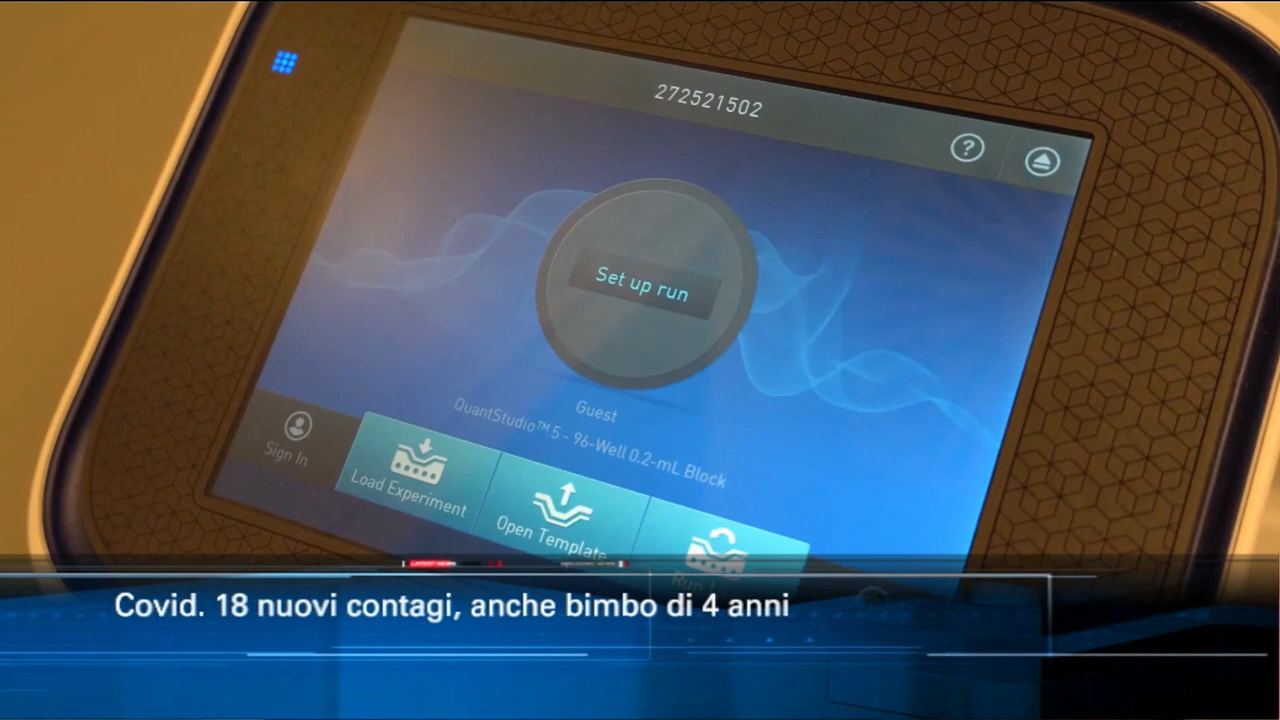 272521502
?
Set up run
Guest
QuantStudio™ 5 - 96-Well 0.2-mL Block
Sign In
Load Experiment
Open Template
Covid. 18 nuovi contagi, anche bimbo di 4 anni